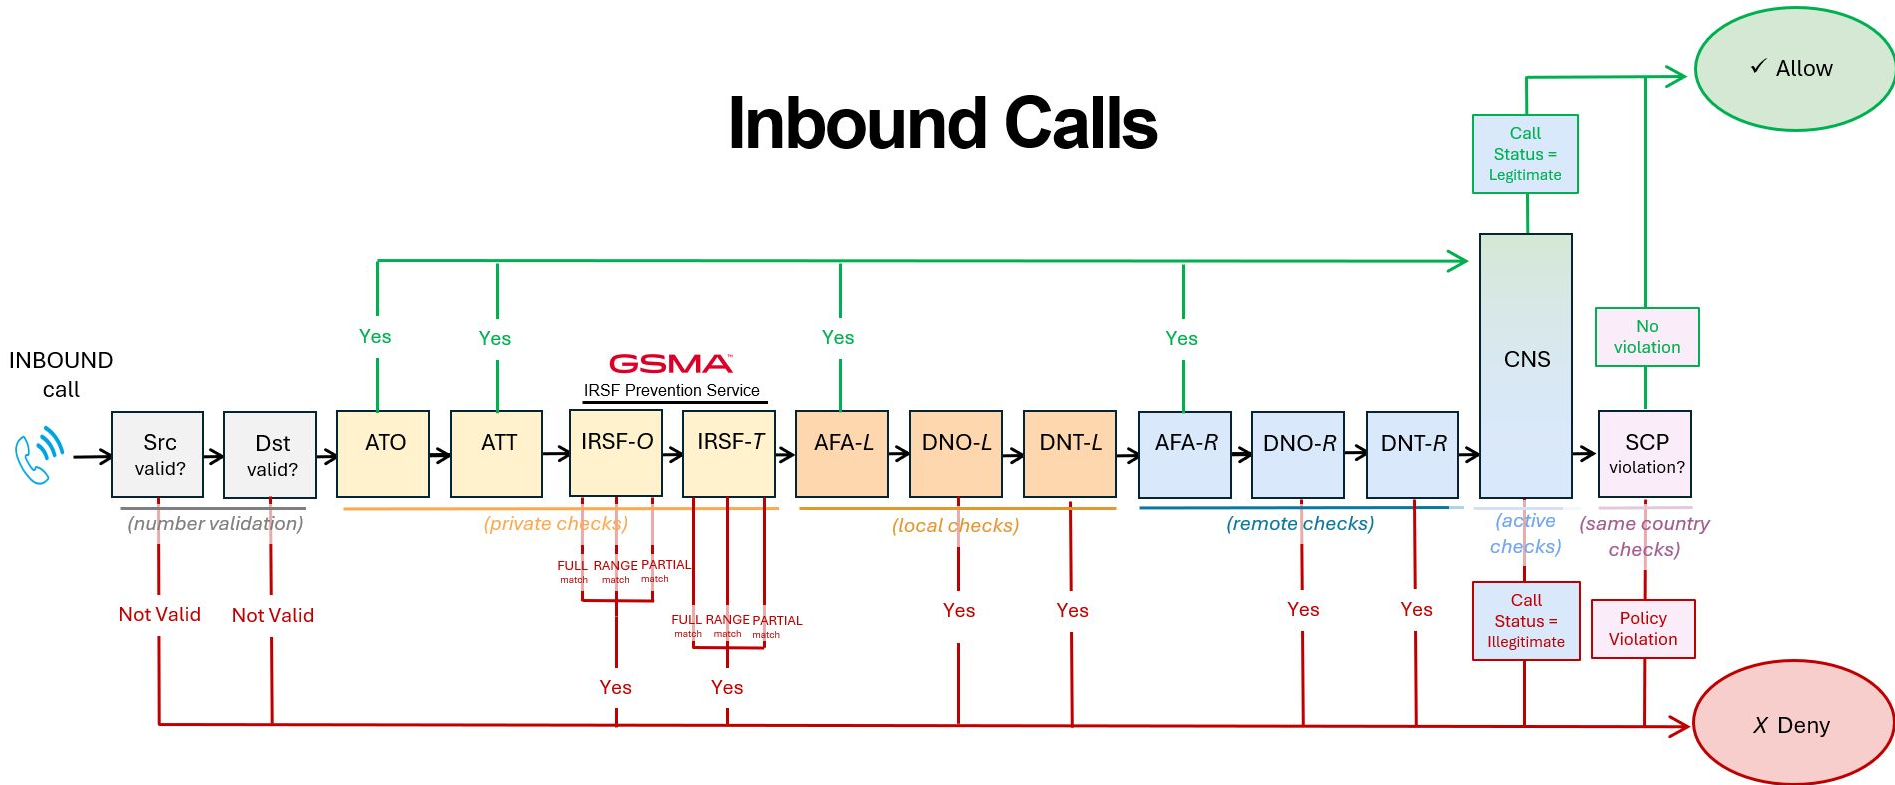 Inbound Calls
✓ Allow
Call
Status =
Legitimate
Yes
Yes
Yes
Yes
No
violation
GSMA™
IRSF Prevention Service
INBOUND
call
Src
valid?
Dst
valid?
ATO
ATT
IRSF-O
IRSF-T
AFA-L
DNO-L
DNT-L
AFA-R
DNO-R
DNT-R
CNS
SCP
violation?
(number validation)
(private checks)
(local checks)
(remote checks)
(active
checks)
(same country
checks)
FULL
match
RANGE
match
PARTIAL
match
FULL
match
RANGE
match
PARTIAL
match
Not Valid
Not Valid
Yes
Yes
Yes
Yes
Yes
Yes
Call
Status =
Illegitimate
Policy
Violation
X Deny